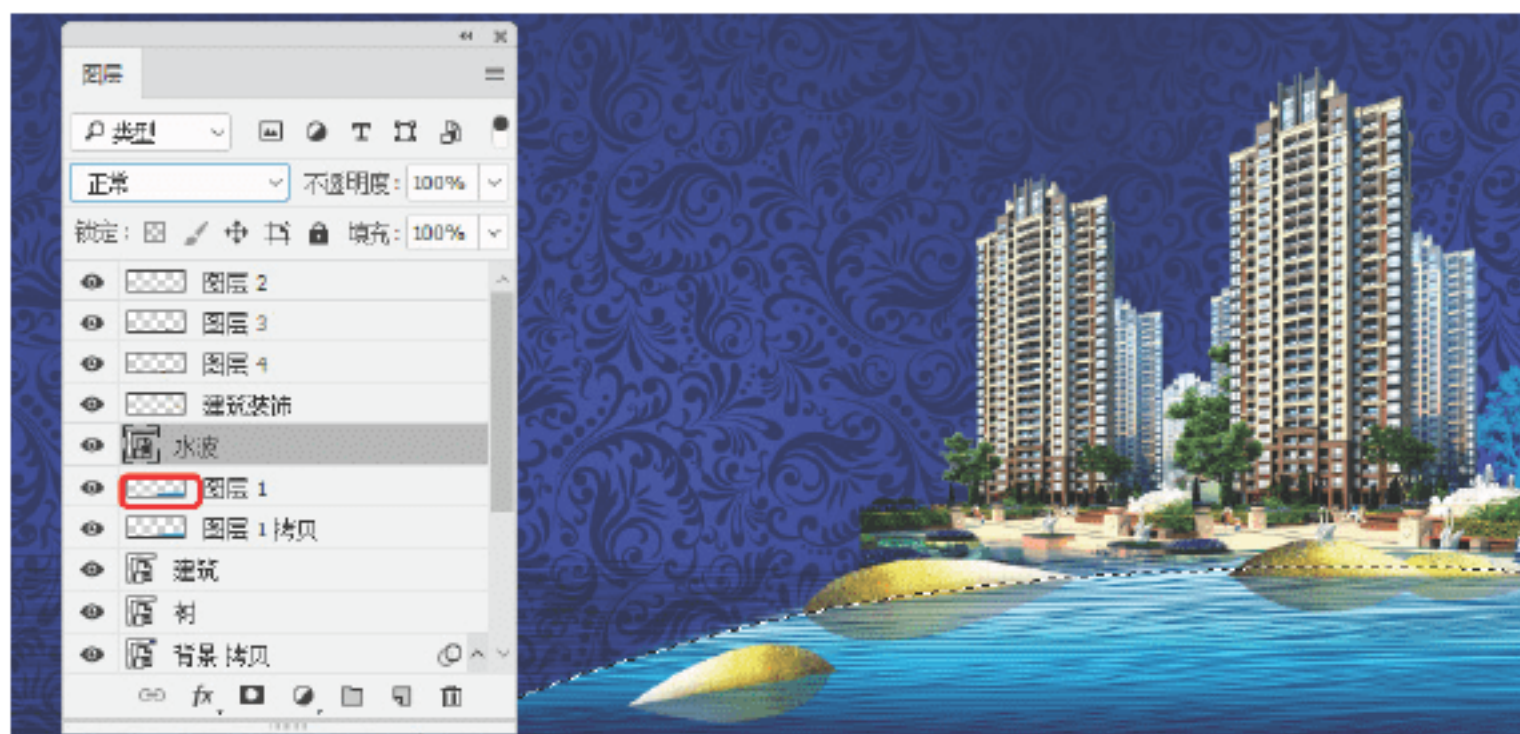 图层
类型
正常 不透明度: 100%
锁定: 填充: 100%
图层 2
图层 3
图层 4
建筑装饰
水波
图层 1
图层 1 拷贝
建筑
树
背景 拷贝
fx